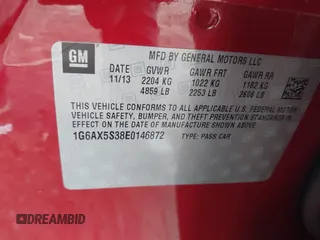 GM
MFD BY GENERAL MOTORS LLC
11/13 GVWR GAWR FRT GAWR RR
2204 KG 1022 KG 1182 KG
4859 LB 2253 LB 2606 LB
THIS VEHICLE CONFORMS TO ALL APPLICABLE U.S. FEDERAL
VEHICLE SAFETY, BUMPER, AND THEFT PREVENTION STANDARDS
IN EFFECT ON THE DATE OF MANUFACTURE SHOWN ABOVE.
1G6AX5S38E0146872 TYPE: PASS CAR
DREAMBID